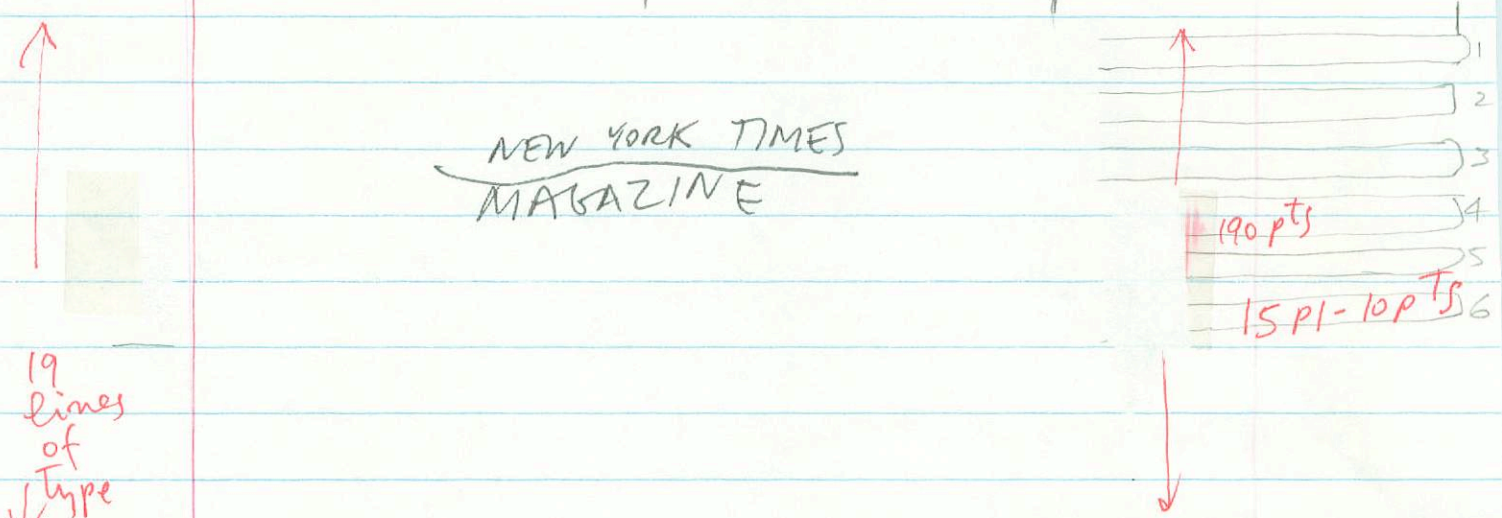 NEW YORK TIMES
MAGAZINE
1
2
3
4
5
6
190 pts
15 PI - 10 PTS
19
lines
of
Type